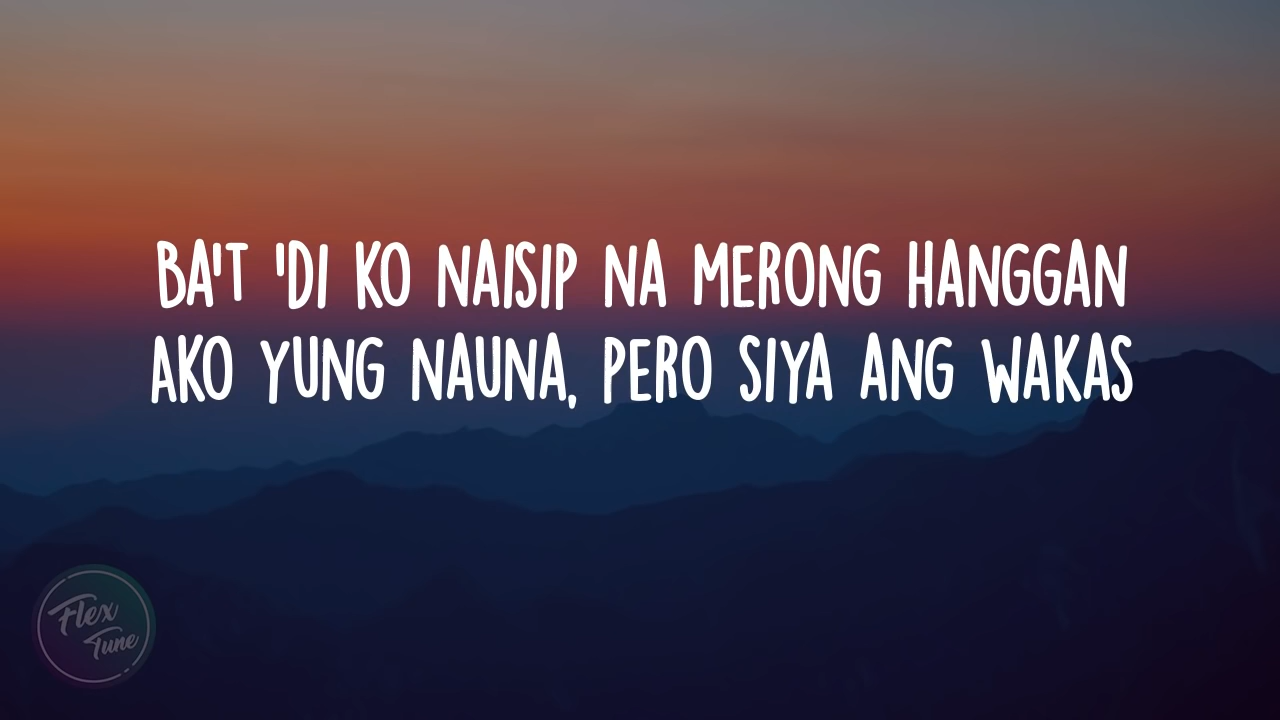 BA'T 'DI KO NAISIP NA MERONG HANGGAN
AKO YUNG NAUNA, PERO SIYA ANG WAKAS
Flex
Tune